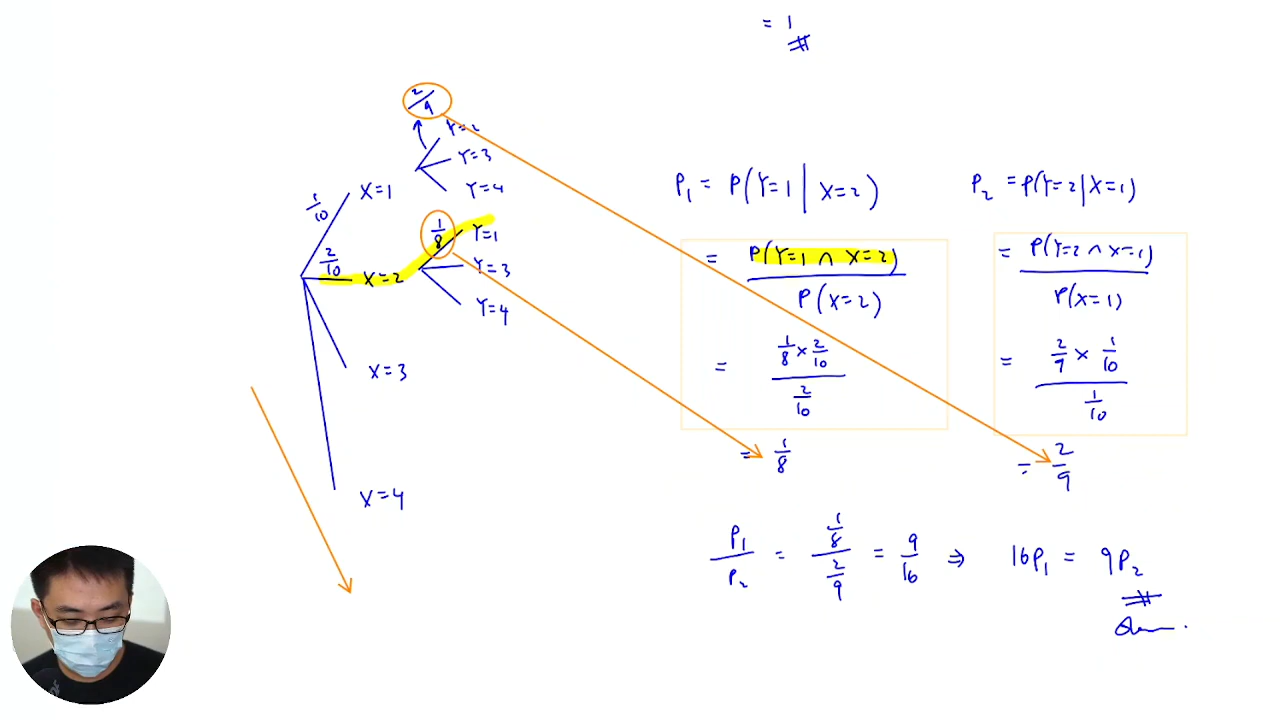 = 1
2/9
Y=2
Y=3
Y=4
X=1
1/10
1/8
Y=1
2/10
X=2
Y=3
Y=4
X=3
X=4
P₁ = P(Y=1 | X=2)
= P(Y=1 ∩ X=2) / P(X=2)
= (1/8 × 2/10) / (2/10)
= 1/8
P₂ = P(Y=2 | X=1)
= P(Y=2 ∩ X=1) / P(X=1)
= (2/9 × 1/10) / (1/10)
= 2/9
P₁/P₂ = (1/8) / (2/9) = 9/16 ⇒ 16P₁ = 9P₂